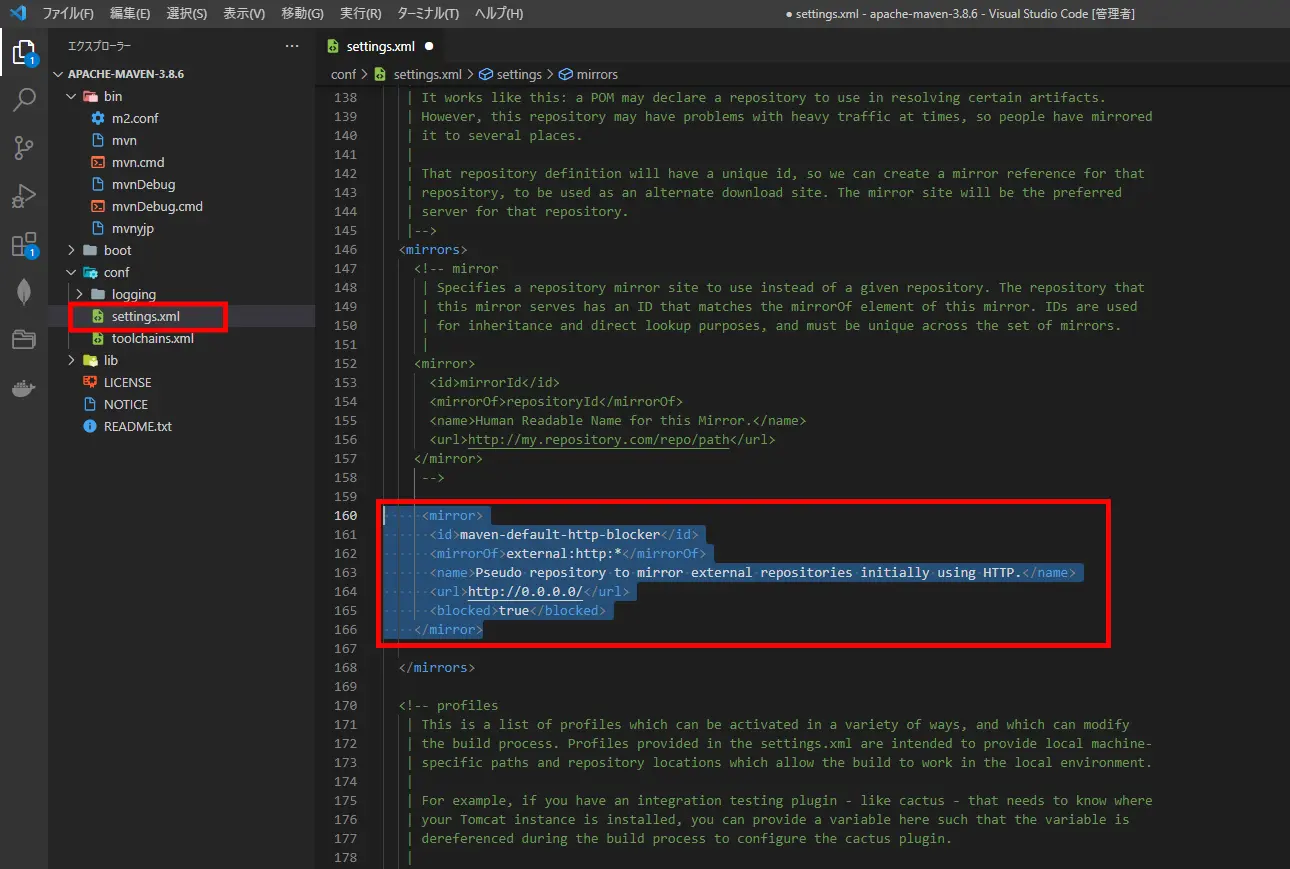 ファイル(F) 編集(E) 選択(S) 表示(V) 移動(G) 実行(R) ターミナル(T) ヘルプ(H) ● settings.xml - apache-maven-3.8.6 - Visual Studio Code [管理者]
エクスプローラー ···
APACHE-MAVEN-3.8.6
bin
m2.conf
mvn
mvn.cmd
mvnDebug
mvnDebug.cmd
mvnyjp
boot
conf
logging
settings.xml
toolchains.xml
lib
LICENSE
NOTICE
README.txt
1
1
settings.xml ●
conf > settings.xml > settings > mirrors
138 | It works like this: a POM may declare a repository to use in resolving certain artifacts.
139 | However, this repository may have problems with heavy traffic at times, so people have mirrored
140 | it to several places.
141 |
142 | That repository definition will have a unique id, so we can create a mirror reference for that
143 | repository, to be used as an alternate download site. The mirror site will be the preferred
144 | server for that repository.
145 |-->
146 <mirrors>
147 <!-- mirror
148 | Specifies a repository mirror site to use instead of a given repository. The repository that
149 | this mirror serves has an ID that matches the mirrorOf element of this mirror. IDs are used
150 | for inheritance and direct lookup purposes, and must be unique across the set of mirrors.
151 |
152 <mirror>
153 <id>mirrorId</id>
154 <mirrorOf>repositoryId</mirrorOf>
155 <name>Human Readable Name for this Mirror.</name>
156 <url>http://my.repository.com/repo/path</url>
157 </mirror>
158 -->
159
160 <mirror>
161 <id>maven-default-http-blocker</id>
162 <mirrorOf>external:http:*</mirrorOf>
163 <name>Pseudo repository to mirror external repositories initially using HTTP.</name>
164 <url>http://0.0.0.0/</url>
165 <blocked>true</blocked>
166 </mirror>
167
168 </mirrors>
169
170 <!-- profiles
171 | This is a list of profiles which can be activated in a variety of ways, and which can modify
172 | the build process. Profiles provided in the settings.xml are intended to provide local machine-
173 | specific paths and repository locations which allow the build to work in the local environment.
174 |
175 | For example, if you have an integration testing plugin - like cactus - that needs to know where
176 | your Tomcat instance is installed, you can provide a variable here such that the variable is
177 | dereferenced during the build process to configure the cactus plugin.
178 |